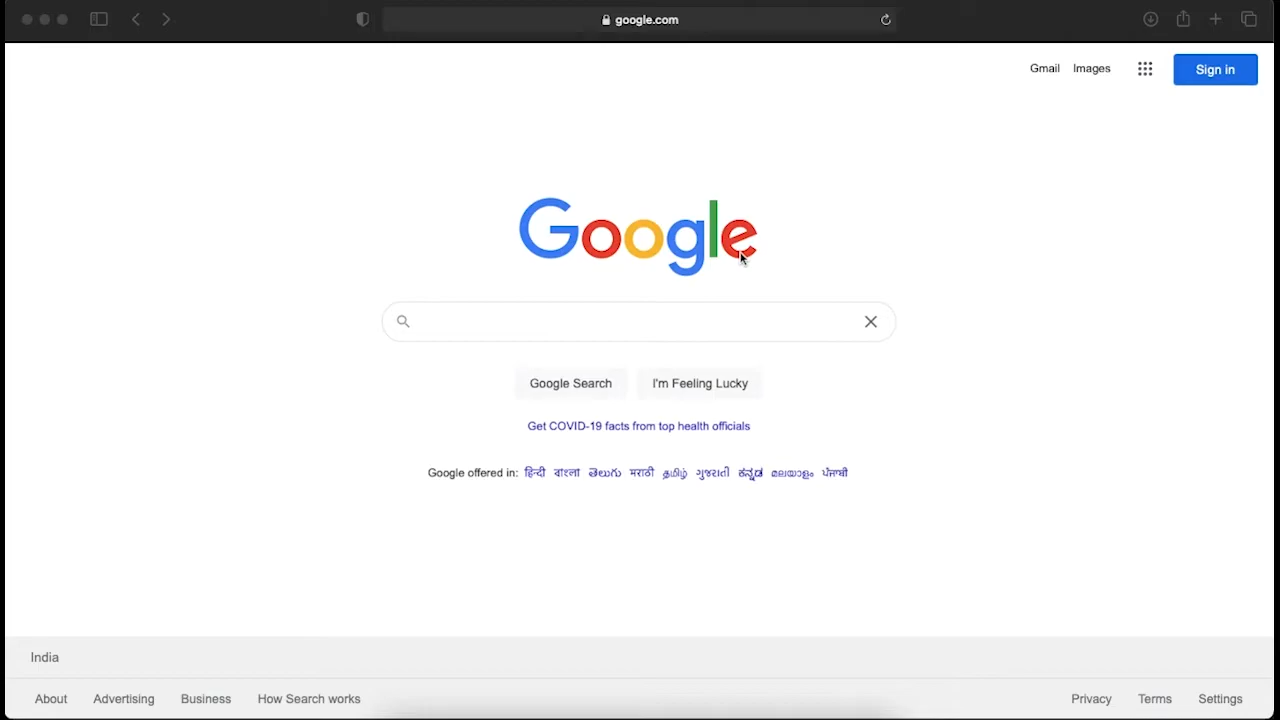 google.com
Gmail Images
Sign in
Google
Google Search
I'm Feeling Lucky
Get COVID-19 facts from top health officials
Google offered in: हिन्दी বাংলা తెలుగు मराठी தமிழ் ગુજરાતી ಕನ್ನಡ മലയാളം ਪੰਜਾਬੀ
India
About Advertising Business How Search works
Privacy Terms Settings